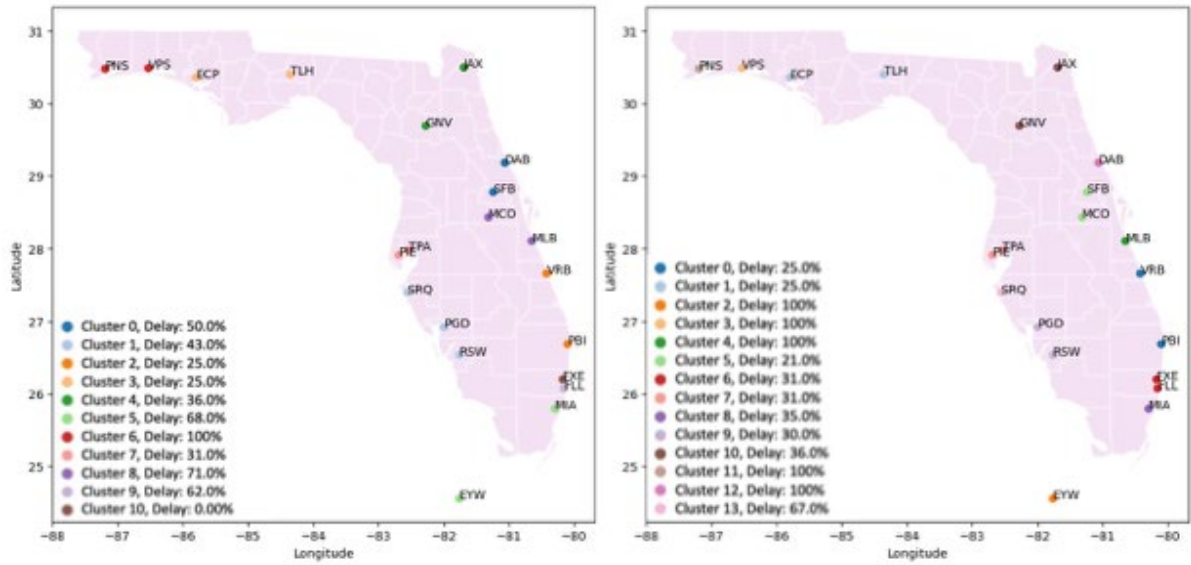 31
30
29
28
27
26
25
Latitude
PNS
VPS
ECP
TLH
JAX
GNV
DAB
SFB
MCO
MLB
TPA
PIE
VRB
SRQ
PGD
PBI
RSW
FXE
FLL
MIA
EYW
Cluster 0, Delay: 50.0%
Cluster 1, Delay: 43.0%
Cluster 2, Delay: 25.0%
Cluster 3, Delay: 25.0%
Cluster 4, Delay: 36.0%
Cluster 5, Delay: 68.0%
Cluster 6, Delay: 100%
Cluster 7, Delay: 31.0%
Cluster 8, Delay: 71.0%
Cluster 9, Delay: 62.0%
Cluster 10, Delay: 0.00%
−88 −87 −86 −85 −84 −83 −82 −81 −80
Longitude
31
30
29
28
27
26
25
Latitude
PNS
VPS
ECP
TLH
JAX
GNV
DAB
SFB
MCO
MLB
TPA
PIE
VRB
SRQ
PGD
PBI
RSW
FXE
FLL
MIA
EYW
Cluster 0, Delay: 25.0%
Cluster 1, Delay: 25.0%
Cluster 2, Delay: 100%
Cluster 3, Delay: 100%
Cluster 4, Delay: 100%
Cluster 5, Delay: 21.0%
Cluster 6, Delay: 31.0%
Cluster 7, Delay: 31.0%
Cluster 8, Delay: 35.0%
Cluster 9, Delay: 30.0%
Cluster 10, Delay: 36.0%
Cluster 11, Delay: 100%
Cluster 12, Delay: 100%
Cluster 13, Delay: 67.0%
−88 −87 −86 −85 −84 −83 −82 −81 −80
Longitude